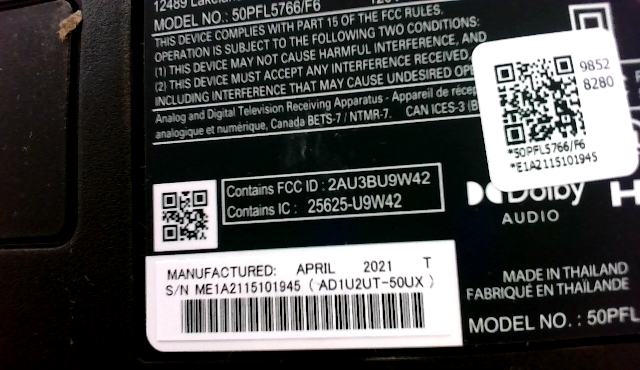 12489
MODEL NO. : 50PFL5766/F6
THIS DEVICE COMPLIES WITH PART 15 OF THE FCC RULES.
OPERATION IS SUBJECT TO THE FOLLOWING TWO CONDITIONS:
(1) THIS DEVICE MAY NOT CAUSE HARMFUL INTERFERENCE, AND
(2) THIS DEVICE MUST ACCEPT ANY INTERFERENCE RECEIVED,
INCLUDING INTERFERENCE THAT MAY CAUSE UNDESIRED OPE
Analog and Digital Television Receiving Apparatus - Appareil de récep
analogique et numérique, Canada BETS-7 / NTMR-7. CAN ICES-3 (B
9852
8280
*50PFL5766/F6
*E1A2115101945
Contains FCC ID : 2AU3BU9W42
Contains IC : 25625-U9W42
Dolby
AUDIO
H
MANUFACTURED: APRIL 2021 T
S/N ME1A2115101945 ( AD1U2UT-50UX )
MADE IN THAILAND
FABRIQUÉ EN THAÏLANDE
MODEL NO. : 50PFL